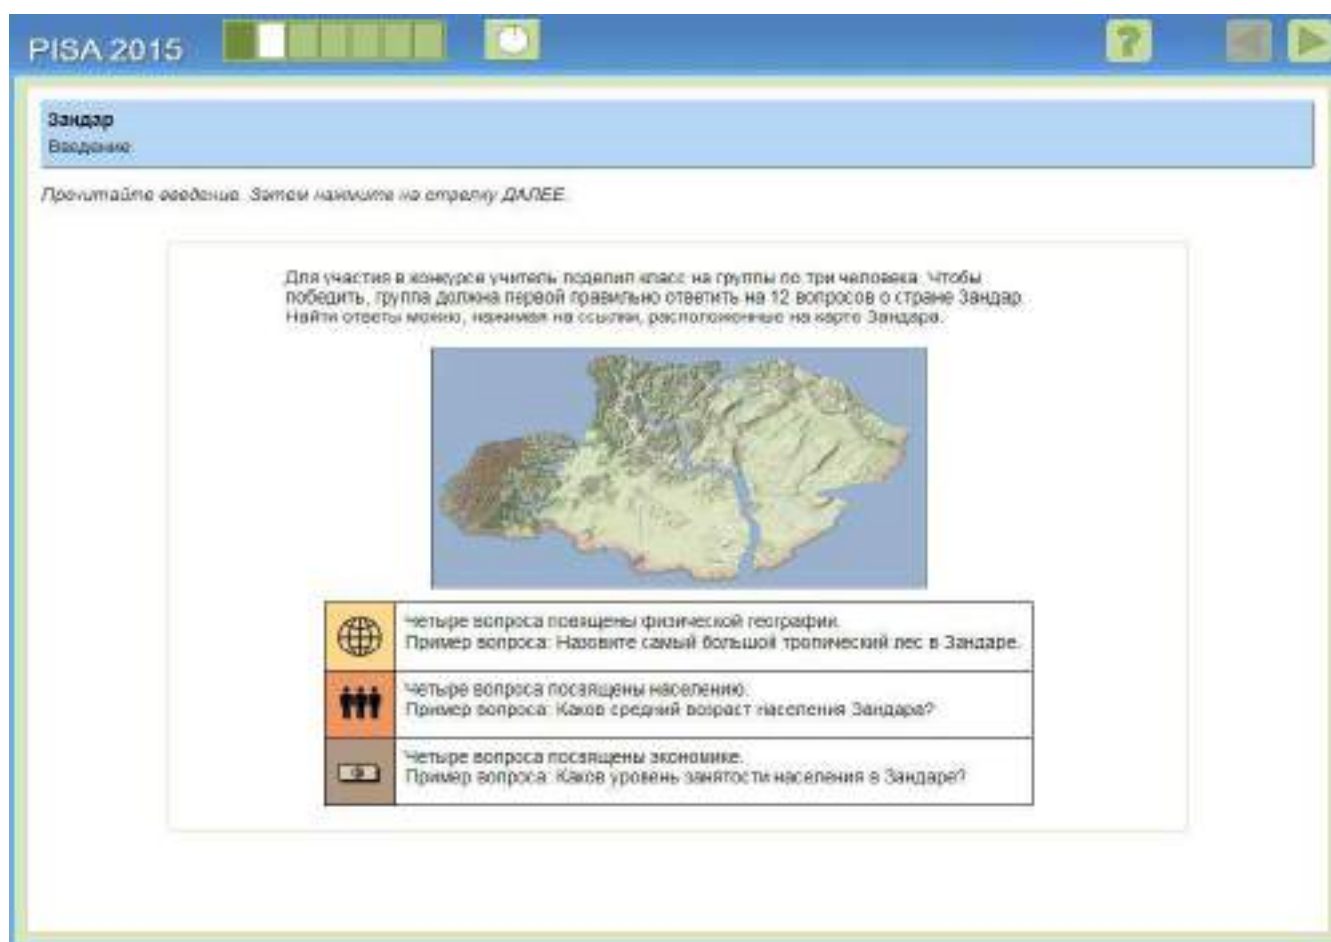 PISA 2015
?
Зандар
Введение
Прочитайте введение. Затем нажмите на стрелку ДАЛЕЕ.
Для участия в конкурсе учитель поделил класс на группы по три человека. Чтобы
победить, группа должна первой правильно ответить на 12 вопросов о стране Зандар.
Найти ответы можно, нажимая на ссылки, расположенные на карте Зандара.
Четыре вопроса повящены физической географии.
Пример вопроса: Назовите самый большой тропический лес в Зандаре.
Четыре вопроса посвящены населению.
Пример вопроса: Каков средний возраст населения Зандара?
Четыре вопроса посвящены экономике.
Пример вопроса: Каков уровень занятости населения в Зандаре?